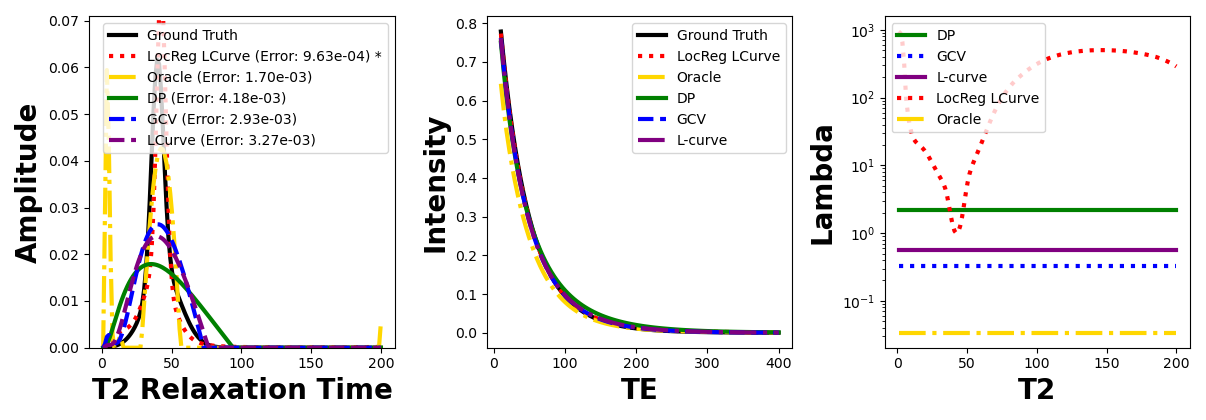 0.07
0.06
0.05
0.04
0.03
0.02
0.01
0.00
Amplitude
0
50
100
150
200
T2 Relaxation Time
Ground Truth
LocReg LCurve (Error: 9.63e-04) *
Oracle (Error: 1.70e-03)
DP (Error: 4.18e-03)
GCV (Error: 2.93e-03)
LCurve (Error: 3.27e-03)
0.8
0.7
0.6
0.5
0.4
0.3
0.2
0.1
0.0
Intensity
0
100
200
300
400
TE
Ground Truth
LocReg LCurve
Oracle
DP
GCV
L-curve
10³
10²
10¹
10⁰
10⁻¹
Lambda
0
50
100
150
200
T2
DP
GCV
L-curve
LocReg LCurve
Oracle